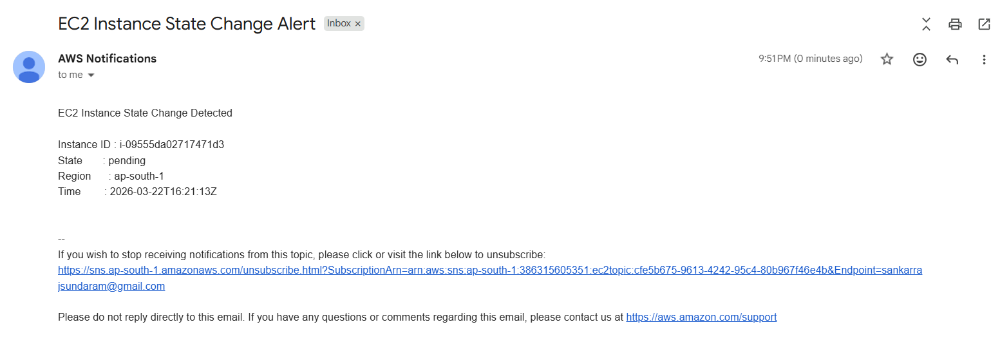 EC2 Instance State Change Alert Inbox ×
AWS Notifications 9:51 PM (0 minutes ago)
to me
EC2 Instance State Change Detected
Instance ID : i-09555da02717471d3
State : pending
Region : ap-south-1
Time : 2026-03-22T16:21:13Z
--
If you wish to stop receiving notifications from this topic, please click or visit the link below to unsubscribe:
https://sns.ap-south-1.amazonaws.com/unsubscribe.html?SubscriptionArn=arn:aws:sns:ap-south-1:386315605351:ec2topic:cfe5b675-9613-4242-95c4-80b967f46e4b&Endpoint=sankarra
jsundaram@gmail.com
Please do not reply directly to this email. If you have any questions or comments regarding this email, please contact us at https://aws.amazon.com/support